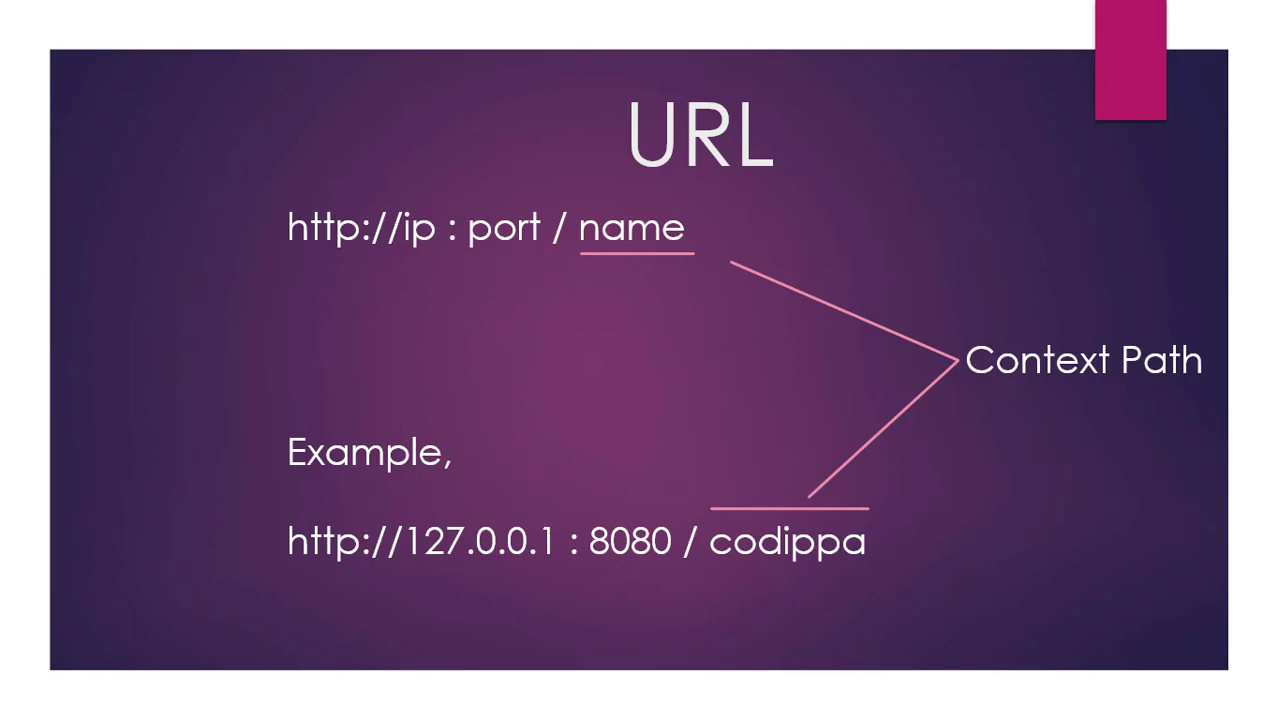 URL
http://ip : port / name
Context Path
Example,
http://127.0.0.1 : 8080 / codippa